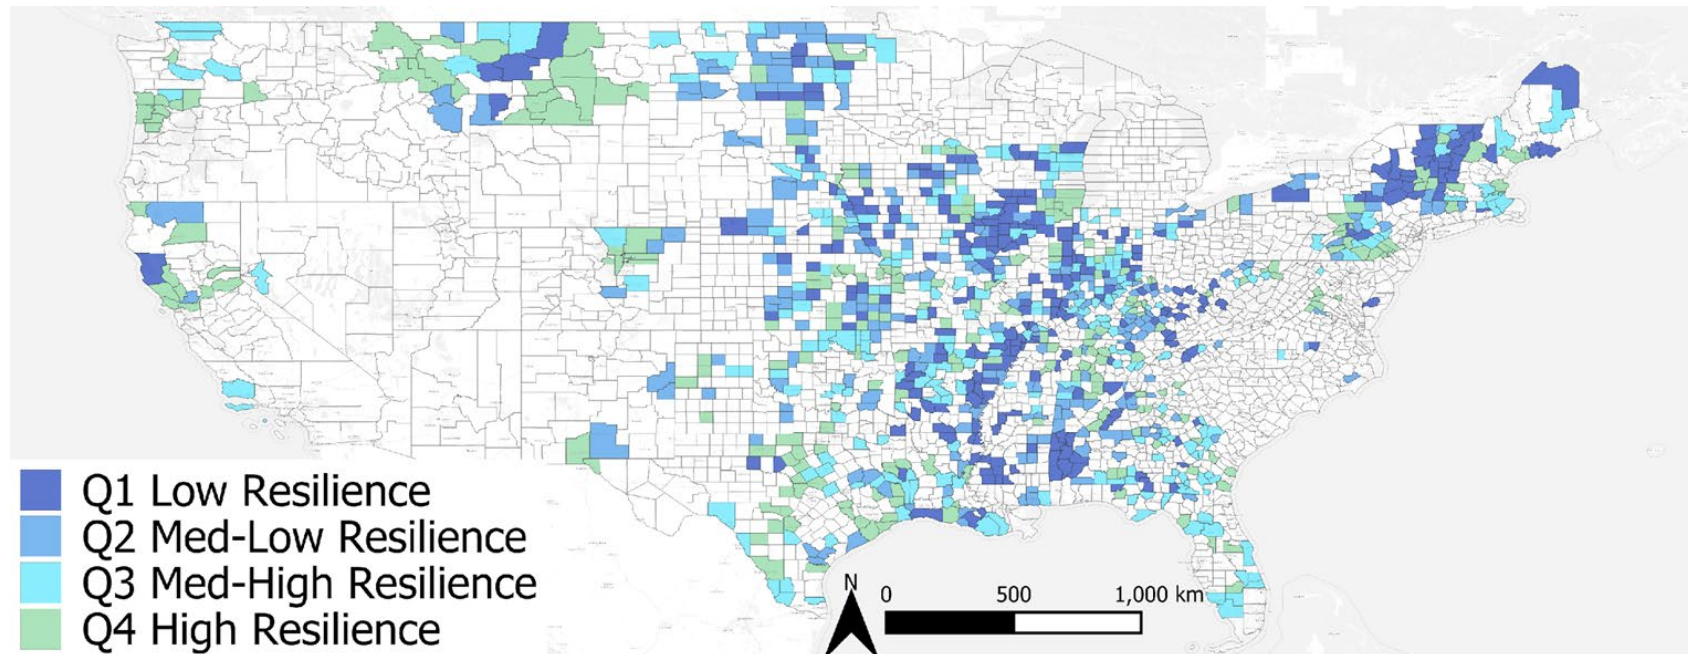 Q1 Low Resilience
Q2 Med-Low Resilience
Q3 Med-High Resilience
Q4 High Resilience
N
0 500 1,000 km